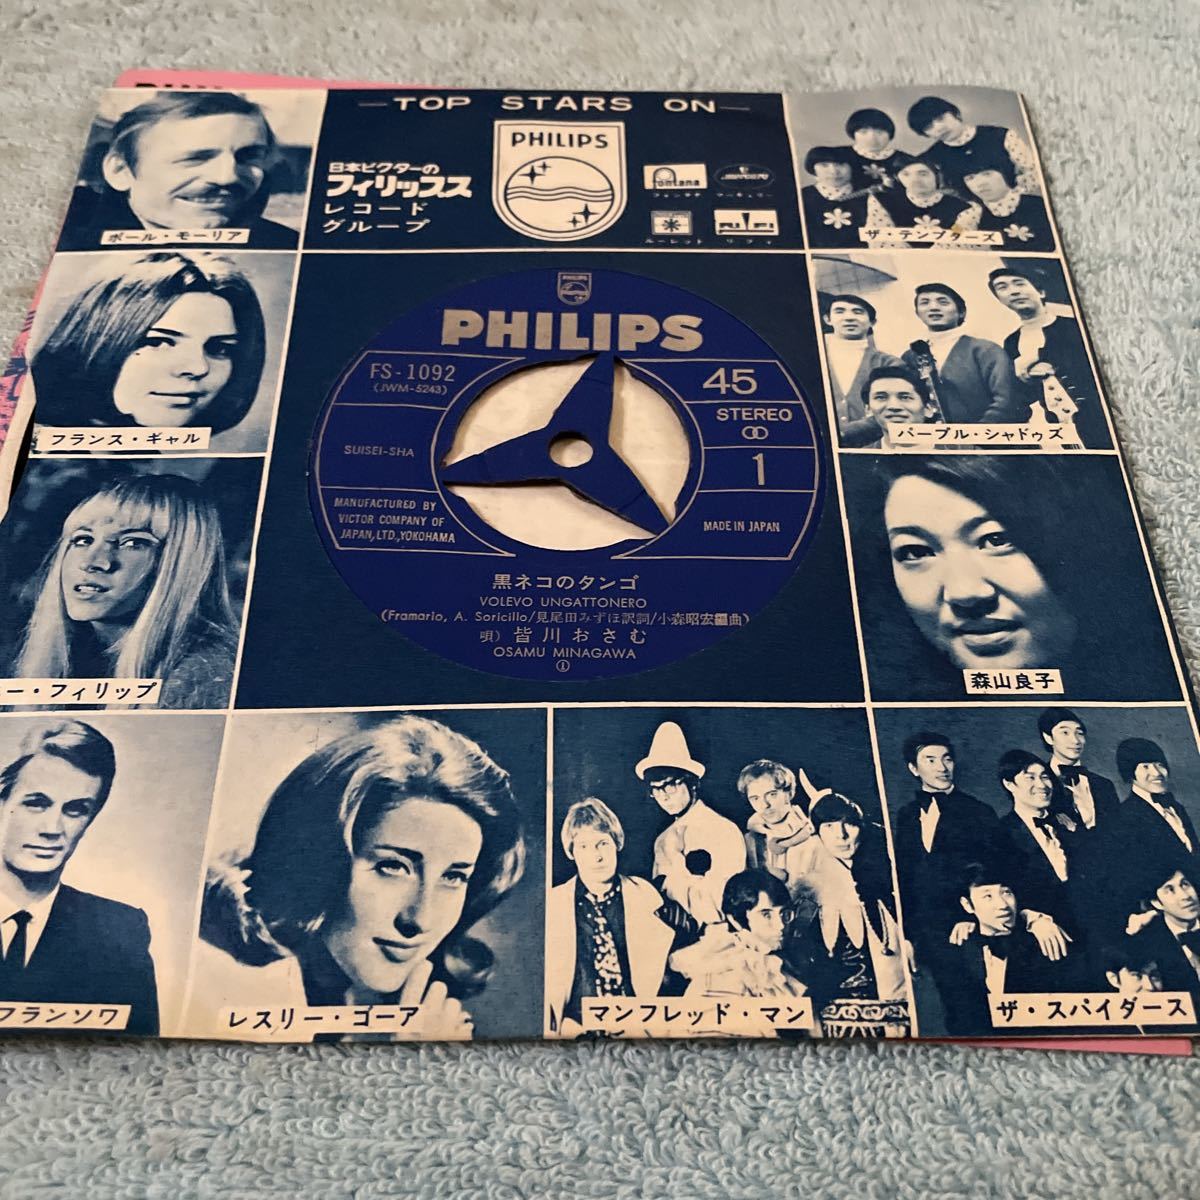 —TOP STARS ON—
日本ビクターの
フィリップス
レコード
グループ
PHILIPS
fontana
フォンタナ
MERCURY
マーキュリー
ルーレット
リフィ
ポール・モーリア
ザ・テンプターズ
フランス・ギャル
パープル・シャドゥズ
ー・フィリップ
森山良子
フランソワ
レスリー・ゴーア
マンフレッド・マン
ザ・スパイダース
PHILIPS
PHILIPS
FS-1092
(JWM-5243)
SUISEI-SHA
MANUFACTURED BY
VICTOR COMPANY OF
JAPAN, LTD., YOKOHAMA
45
STEREO
1
MADE IN JAPAN
黒ネコのタンゴ
VOLEVO UNGATTONERO
(Framario, A. Soricillo/見尾田みずほ訳詞/小森昭宏編曲)
唄) 皆川おさむ
OSAMU MINAGAWA